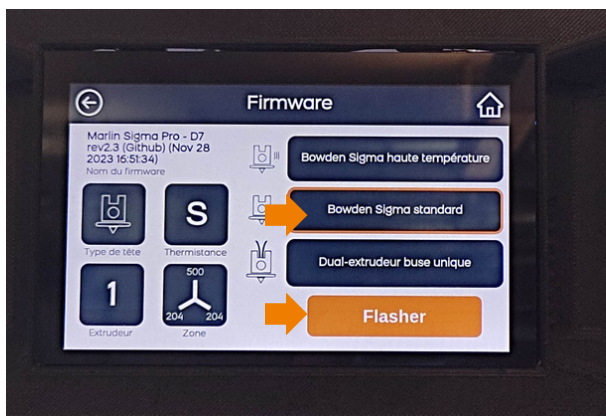 Firmware
Marlin Sigma Pro - D7
rev2.3 (Github) (Nov 28
2023 16:51:34)
Nom du firmware
Bowden Sigma haute température
S
Bowden Sigma standard
Type de tête
Thermistance
Dual-extrudeur buse unique
1
500
204 204
Extrudeur
Zone
Flasher